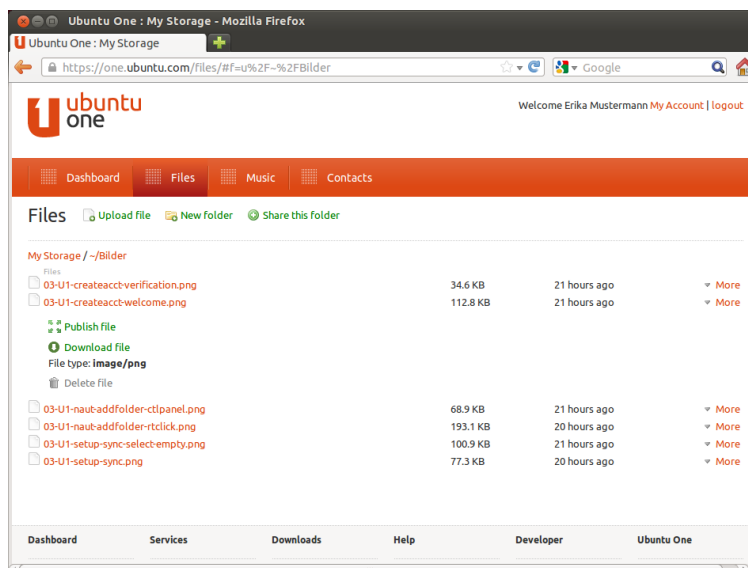 Ubuntu One : My Storage - Mozilla Firefox
Ubuntu One : My Storage
https://one.ubuntu.com/files/#f=u%2F~%2FBilder
Google
ubuntu
one
Welcome Erika Mustermann My Account | logout
Dashboard Files Music Contacts
Files Upload file New folder Share this folder
My Storage / ~/Bilder
Files
03-U1-createacct-verification.png 34.6 KB 21 hours ago More
03-U1-createacct-welcome.png 112.8 KB 21 hours ago More
Publish file
Download file
File type: image/png
Delete file
03-U1-naut-addfolder-ctlpanel.png 68.9 KB 21 hours ago More
03-U1-naut-addfolder-rtclick.png 193.1 KB 20 hours ago More
03-U1-setup-sync-select-empty.png 100.9 KB 21 hours ago More
03-U1-setup-sync.png 77.3 KB 20 hours ago More
Dashboard Services Downloads Help Developer Ubuntu One